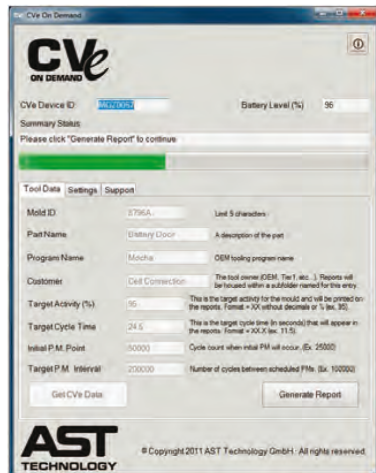 CVe On Demand
CVe
ON DEMAND
CVe Device ID:
Battery Level (%)
96
Summary Status:
Please click "Generate Report" to continue
Tool Data Settings Support
Mold ID
8796A
Limit 9 characters
Part Name
Battery Door
A description of the part
Program Name
Mocha
OEM tooling program name
Customer
Cell Connection
The tool owner (OEM, Tier1, etc...). Reports will
be housed within a subfolder named for this entry.
Target Activity (%)
95
This is the target activity for the mould and will be printed on
the reports. Format = XX without decimals or % (ex. 95).
Target Cycle Time
24.5
This is the target cycle time (in seconds) that will appear in
the reports. Format = XX.X (ex. 11.5).
Initial P.M. Point
50000
Cycle count when initial PM will occur. (Ex. 25000)
Target P.M. Interval
200000
Number of cycles between scheduled PMs. (Ex. 100000)
Get CVe Data
Generate Report
AST
TECHNOLOGY
© Copyright 2011 AST Technology GmbH. All rights reserved.